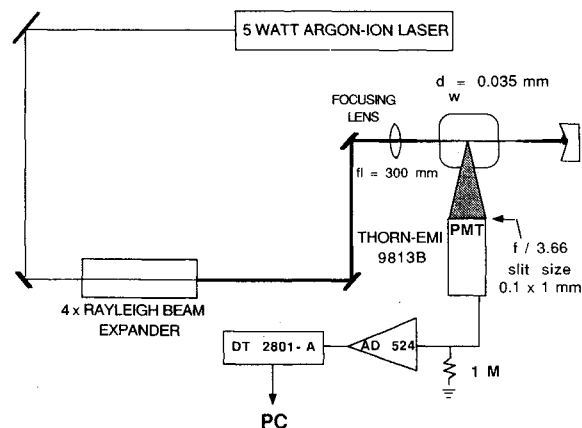 5 WATT ARGON-ION LASER
d = 0.035 mm
w
FOCUSING
LENS
fl = 300 mm
PMT
THORN-EMI
9813B
f / 3.66
slit size
0.1 x 1 mm
4 x RAYLEIGH BEAM
EXPANDER
DT 2801-A
AD 524
1 M
PC